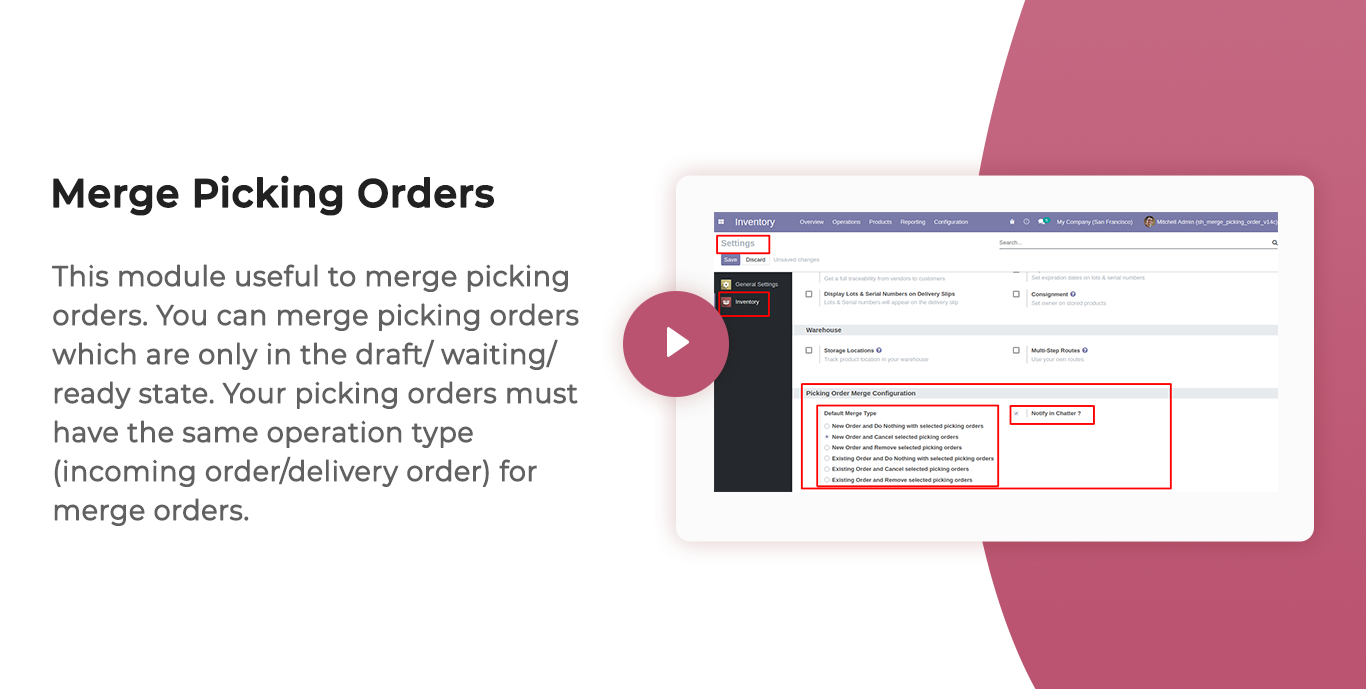 Merge Picking Orders
This module useful to merge picking
orders. You can merge picking orders
which are only in the draft/ waiting/
ready state. Your picking orders must
have the same operation type
(incoming order/delivery order) for
merge orders.
Inventory Overview Operations Products Reporting Configuration My Company (San Francisco) Mitchell Admin (sh_merge_picking_order_v14c)
Settings Search...
Save Discard Unsaved changes
General Settings
Inventory
Get a full traceability from vendors to customers Set expiration dates on lots & serial numbers
Display Lots & Serial Numbers on Delivery Slips Consignment
Lots & Serial numbers will appear on the delivery slip Set owner on stored products
Warehouse
Storage Locations Multi-Step Routes
Track product location in your warehouse Use your own routes
Picking Order Merge Configuration
Default Merge Type Notify in Chatter ?
New Order and Do Nothing with selected picking orders
New Order and Cancel selected picking orders
New Order and Remove selected picking orders
Existing Order and Do Nothing with selected picking orders
Existing Order and Cancel selected picking orders
Existing Order and Remove selected picking orders